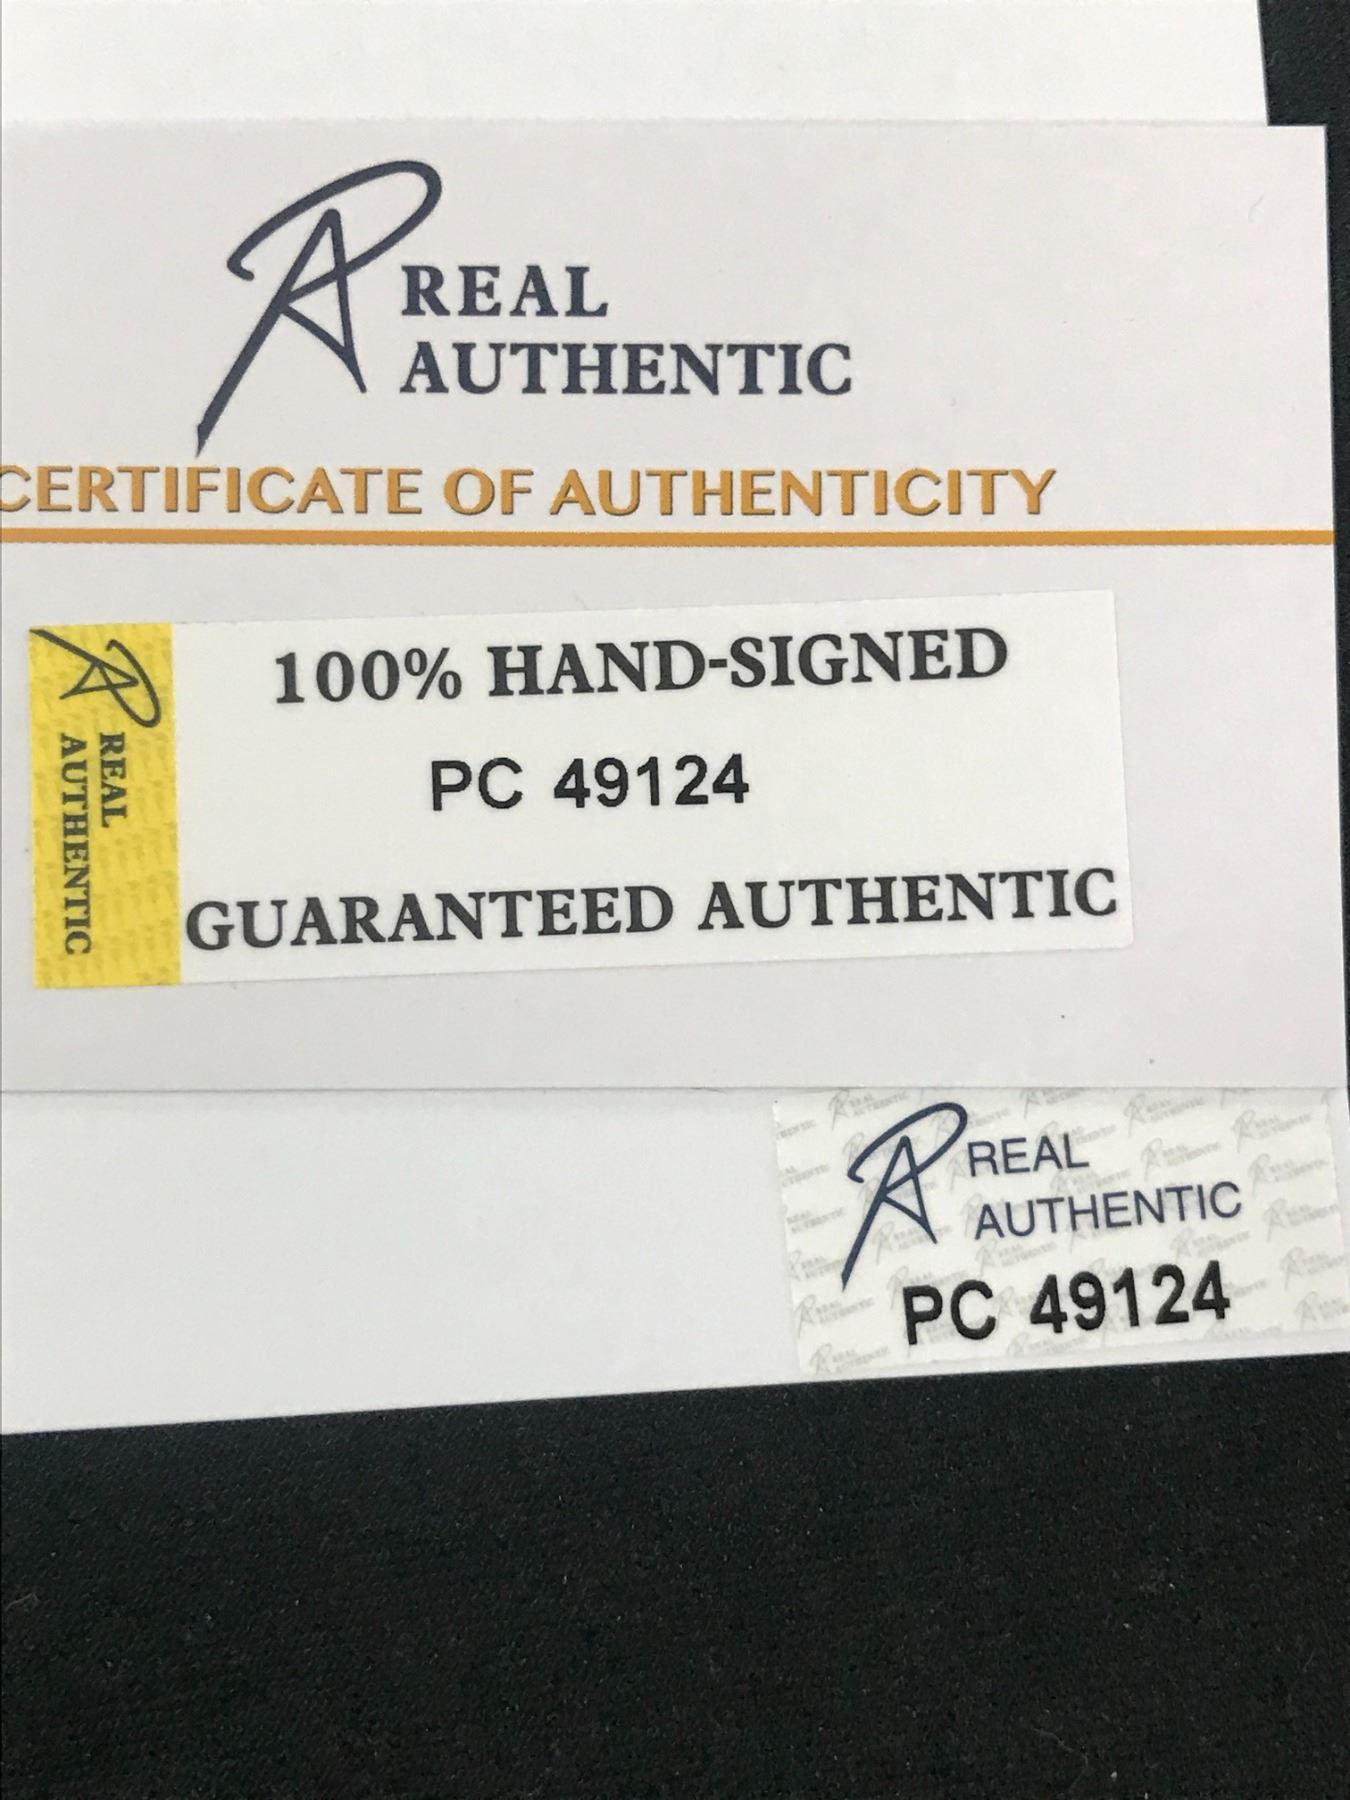 REAL
AUTHENTIC
CERTIFICATE OF AUTHENTICITY
REAL
AUTHENTIC
100% HAND-SIGNED
PC 49124
GUARANTEED AUTHENTIC
REAL
AUTHENTIC
PC 49124